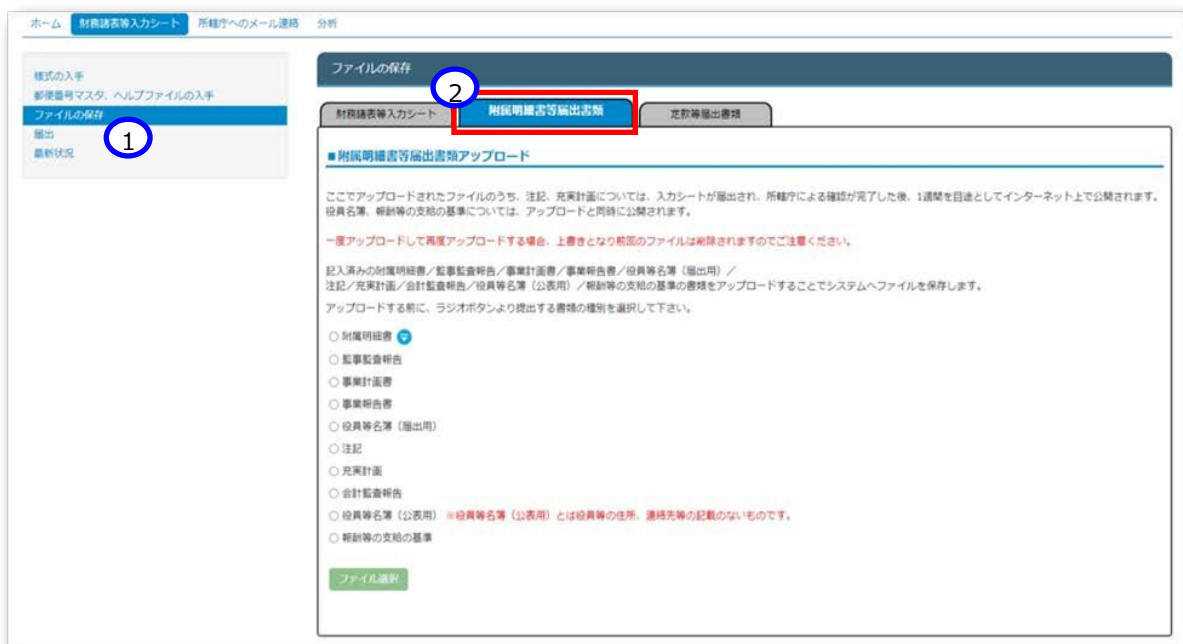 ホーム 財務諸表等入力シート 所轄庁へのメール連絡 分析
様式の入手
郵便番号マスタ、ヘルプファイルの入手
ファイルの保存
届出
最新状況
1
ファイルの保存
2
財務諸表等入力シート 附属明細書等届出書類 定款等届出書類
■附属明細書等届出書類アップロード
ここでアップロードされたファイルのうち、注記、充実計画については、入力シートが届出され、所轄庁による確認が完了した後、1週間を目途としてインターネット上で公開されます。
役員名簿、報酬等の支給の基準については、アップロードと同時に公開されます。
一度アップロードして再度アップロードする場合、上書きとなり前回のファイルは削除されますのでご注意ください。
記入済みの附属明細書／監事監査報告／事業計画書／事業報告書／役員等名簿（届出用）／
注記／充実計画／会計監査報告／役員等名簿（公表用）／報酬等の支給の基準の書類をアップロードすることでシステムへファイルを保存します。
アップロードする前に、ラジオボタンより提出する書類の種別を選択して下さい。
附属明細書
監事監査報告
事業計画書
事業報告書
役員等名簿（届出用）
注記
充実計画
会計監査報告
役員等名簿（公表用） ※役員等名簿（公表用）とは役員等の住所、連絡先等の記載のないものです。
報酬等の支給の基準
ファイル選択